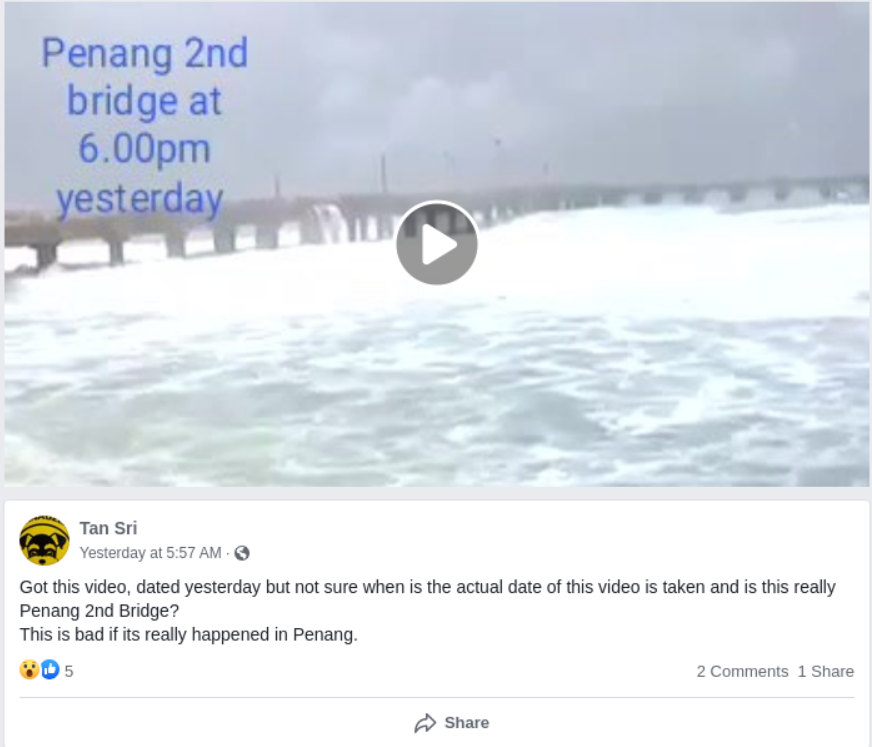 Penang 2nd
bridge at
6.00pm
yesterday
Tan Sri
Yesterday at 5:57 AM ·
Got this video, dated yesterday but not sure when is the actual date of this video is taken and is this really
Penang 2nd Bridge?
This is bad if its really happened in Penang.
5 2 Comments 1 Share
Share